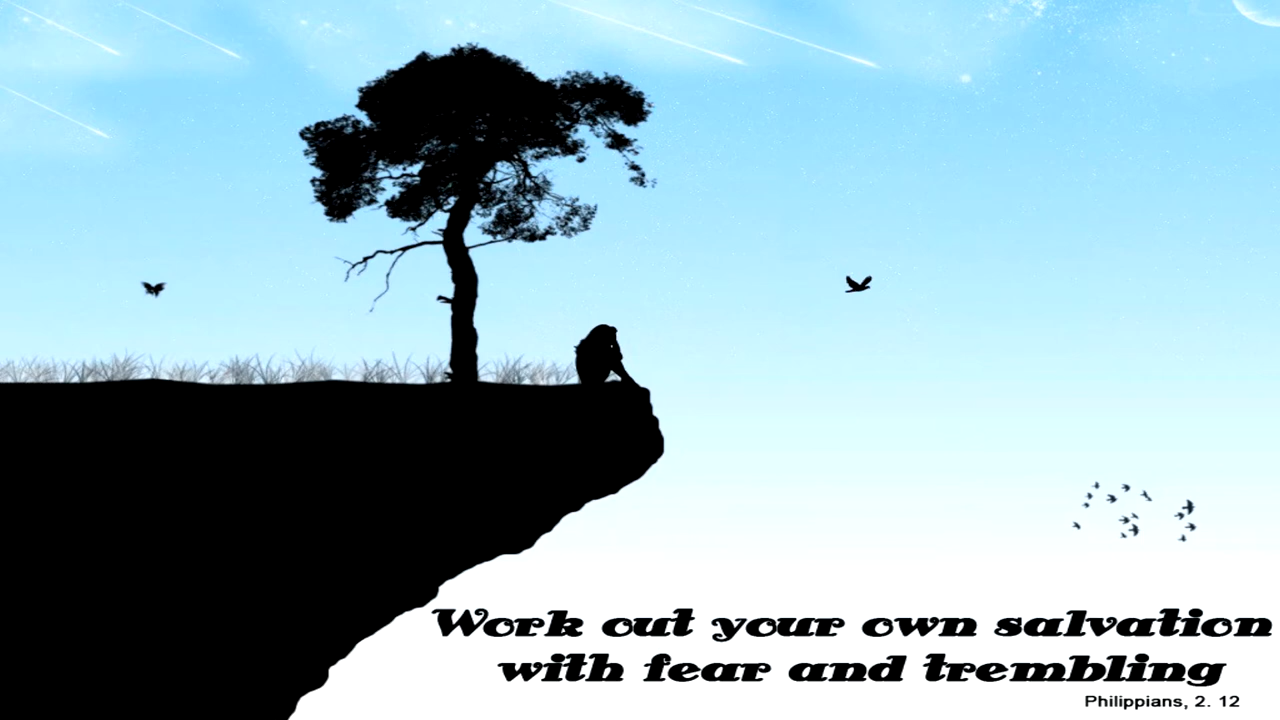 Work out your own salvation
with fear and trembling
Philippians, 2. 12